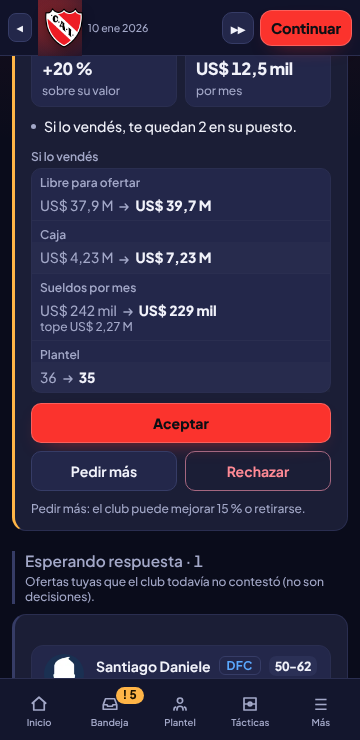 10 ene 2026
Continuar
+20 %
sobre su valor
US$ 12,5 mil
por mes
Si lo vendés, te quedan 2 en su puesto.
Si lo vendés
Libre para ofertar
US$ 37,9 M → US$ 39,7 M
Caja
US$ 4,23 M → US$ 7,23 M
Sueldos por mes
US$ 242 mil → US$ 229 mil
tope US$ 2,27 M
Plantel
36 → 35
Aceptar
Pedir más
Rechazar
Pedir más: el club puede mejorar 15 % o retirarse.
Esperando respuesta · 1
Ofertas tuyas que el club todavía no contestó (no son
decisiones).
Santiago Daniele
DFC
50–62
! 5
Inicio
Bandeja
Plantel
Tácticas
Más